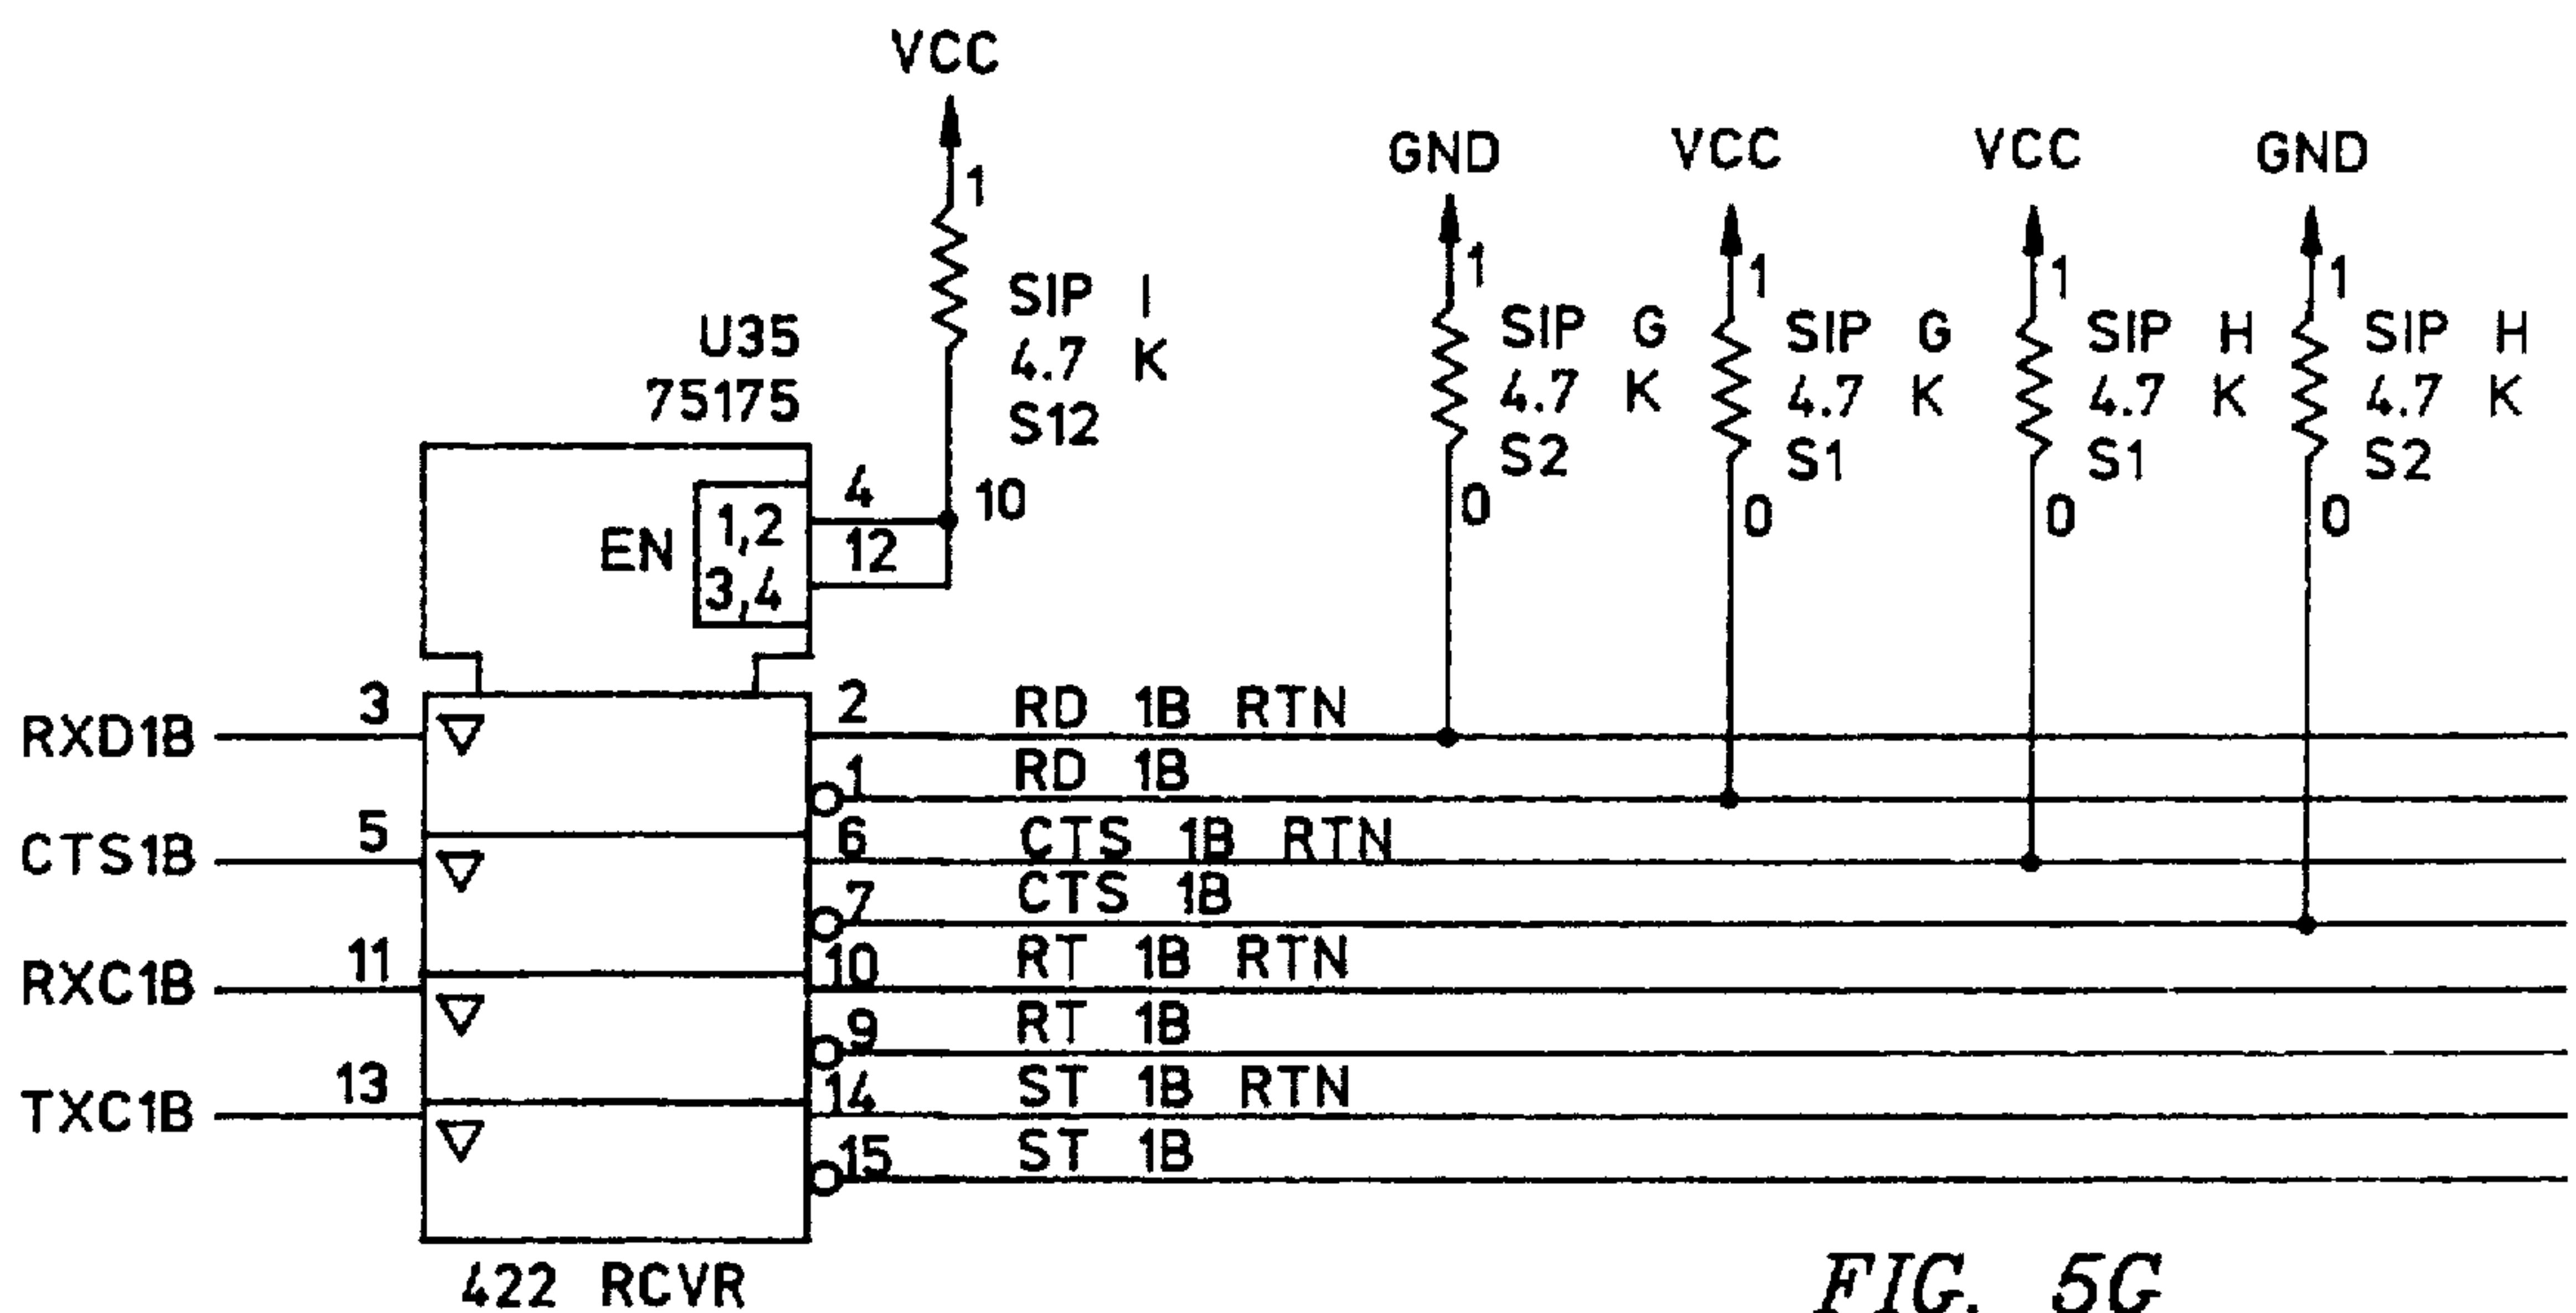 VCC
1
SIP I
4.7 K
S12
10
GND
1
SIP G
4.7 K
S2
0
VCC
1
SIP G
4.7 K
S1
0
VCC
1
SIP H
4.7 K
S1
0
GND
1
SIP H
4.7 K
S2
0
U35
75175
EN
1,2
3,4
4
12
RXD1B
3
2
RD 1B RTN
1
RD 1B
CTS1B
5
6
CTS 1B RTN
7
CTS 1B
RXC1B
11
10
RT 1B RTN
9
RT 1B
TXC1B
13
14
ST 1B RTN
15
ST 1B
422 RCVR
FIG. 5G